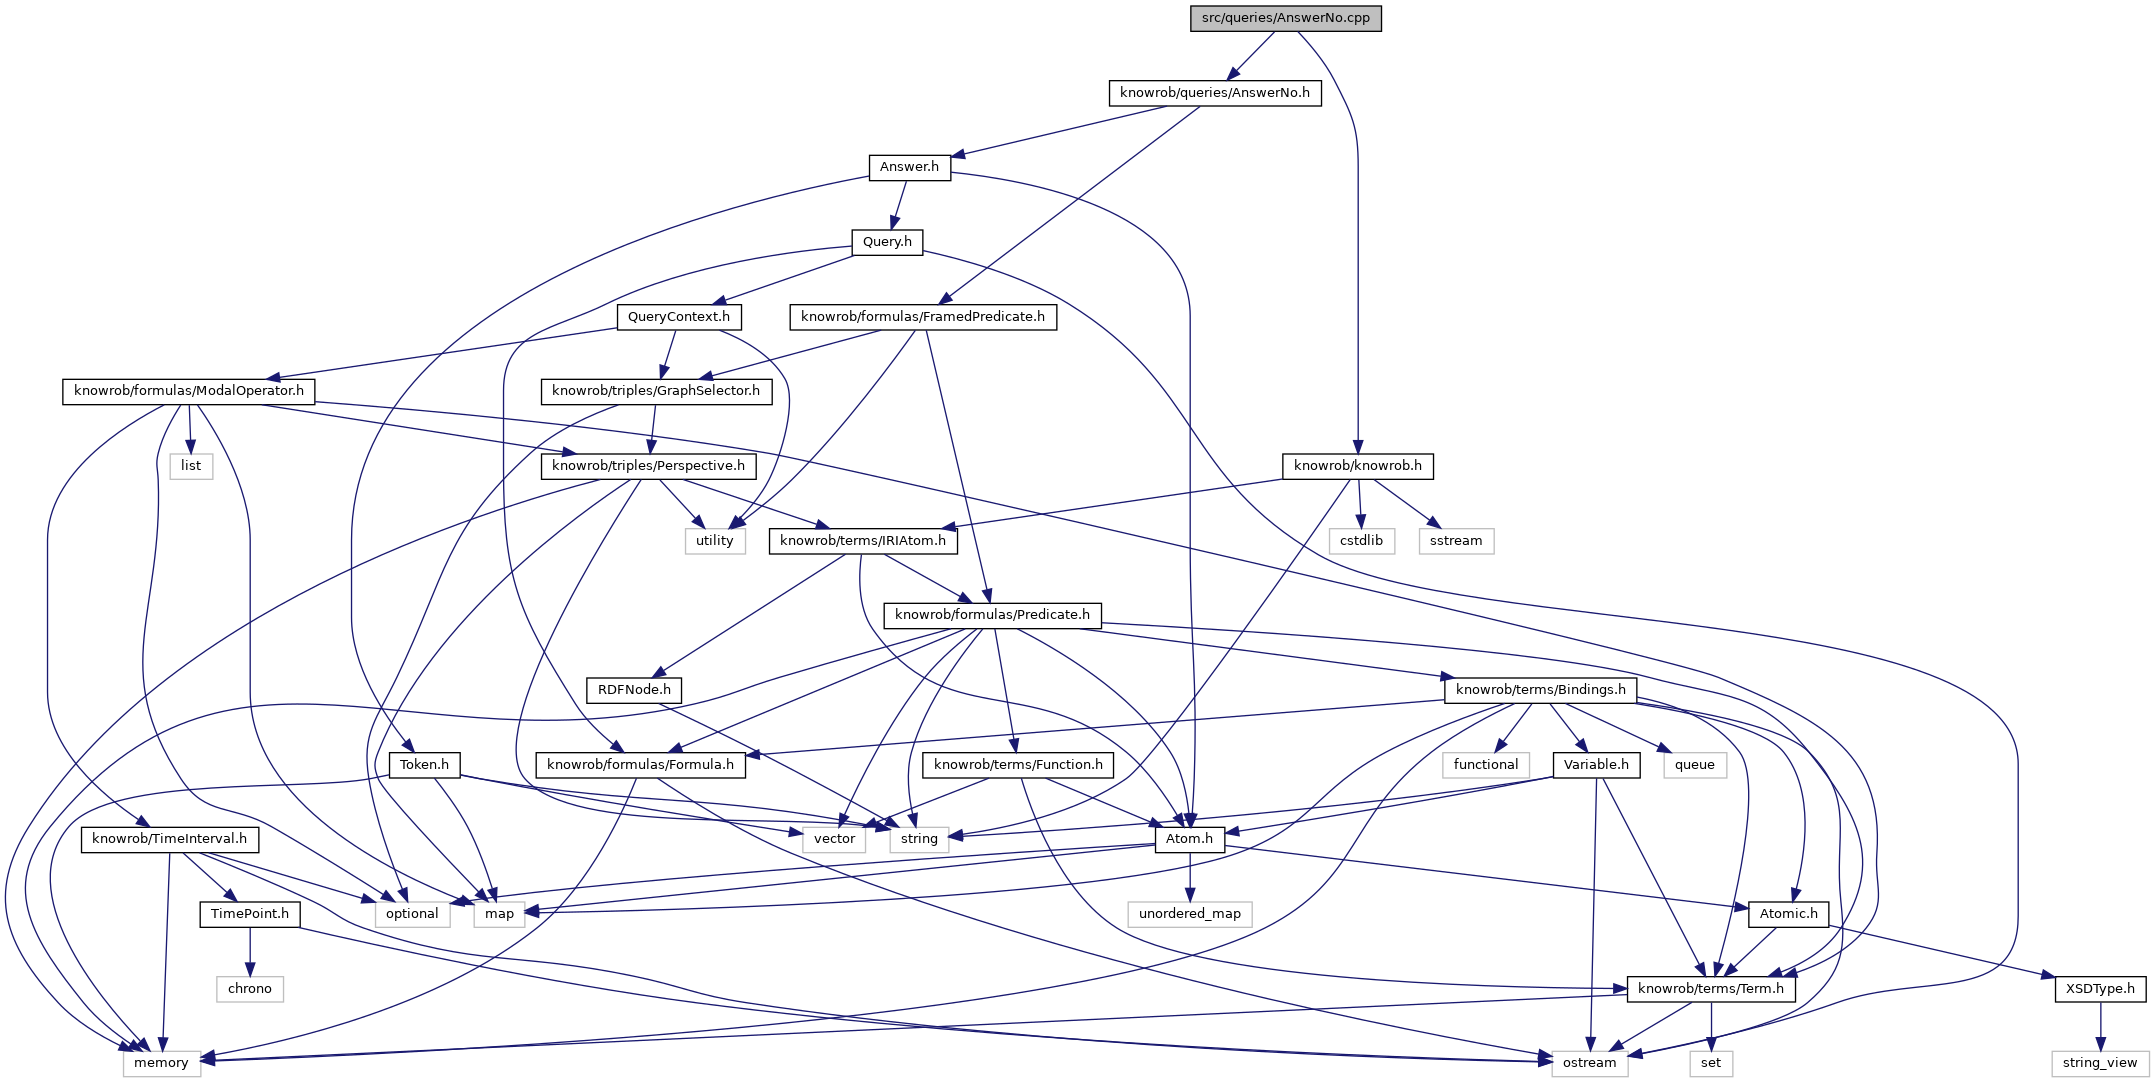 src/queries/AnswerNo.cpp
knowrob/queries/AnswerNo.h
Answer.h
Query.h
QueryContext.h
knowrob/formulas/FramedPredicate.h
knowrob/formulas/ModalOperator.h
knowrob/triples/GraphSelector.h
list
knowrob/triples/Perspective.h
knowrob/knowrob.h
utility
knowrob/terms/IRIAtom.h
cstdlib
sstream
knowrob/formulas/Predicate.h
RDFNode.h
knowrob/terms/Bindings.h
Token.h
knowrob/formulas/Formula.h
knowrob/terms/Function.h
functional
Variable.h
queue
knowrob/TimeInterval.h
vector
string
Atom.h
TimePoint.h
optional
map
unordered_map
Atomic.h
chrono
knowrob/terms/Term.h
XSDType.h
memory
ostream
set
string_view